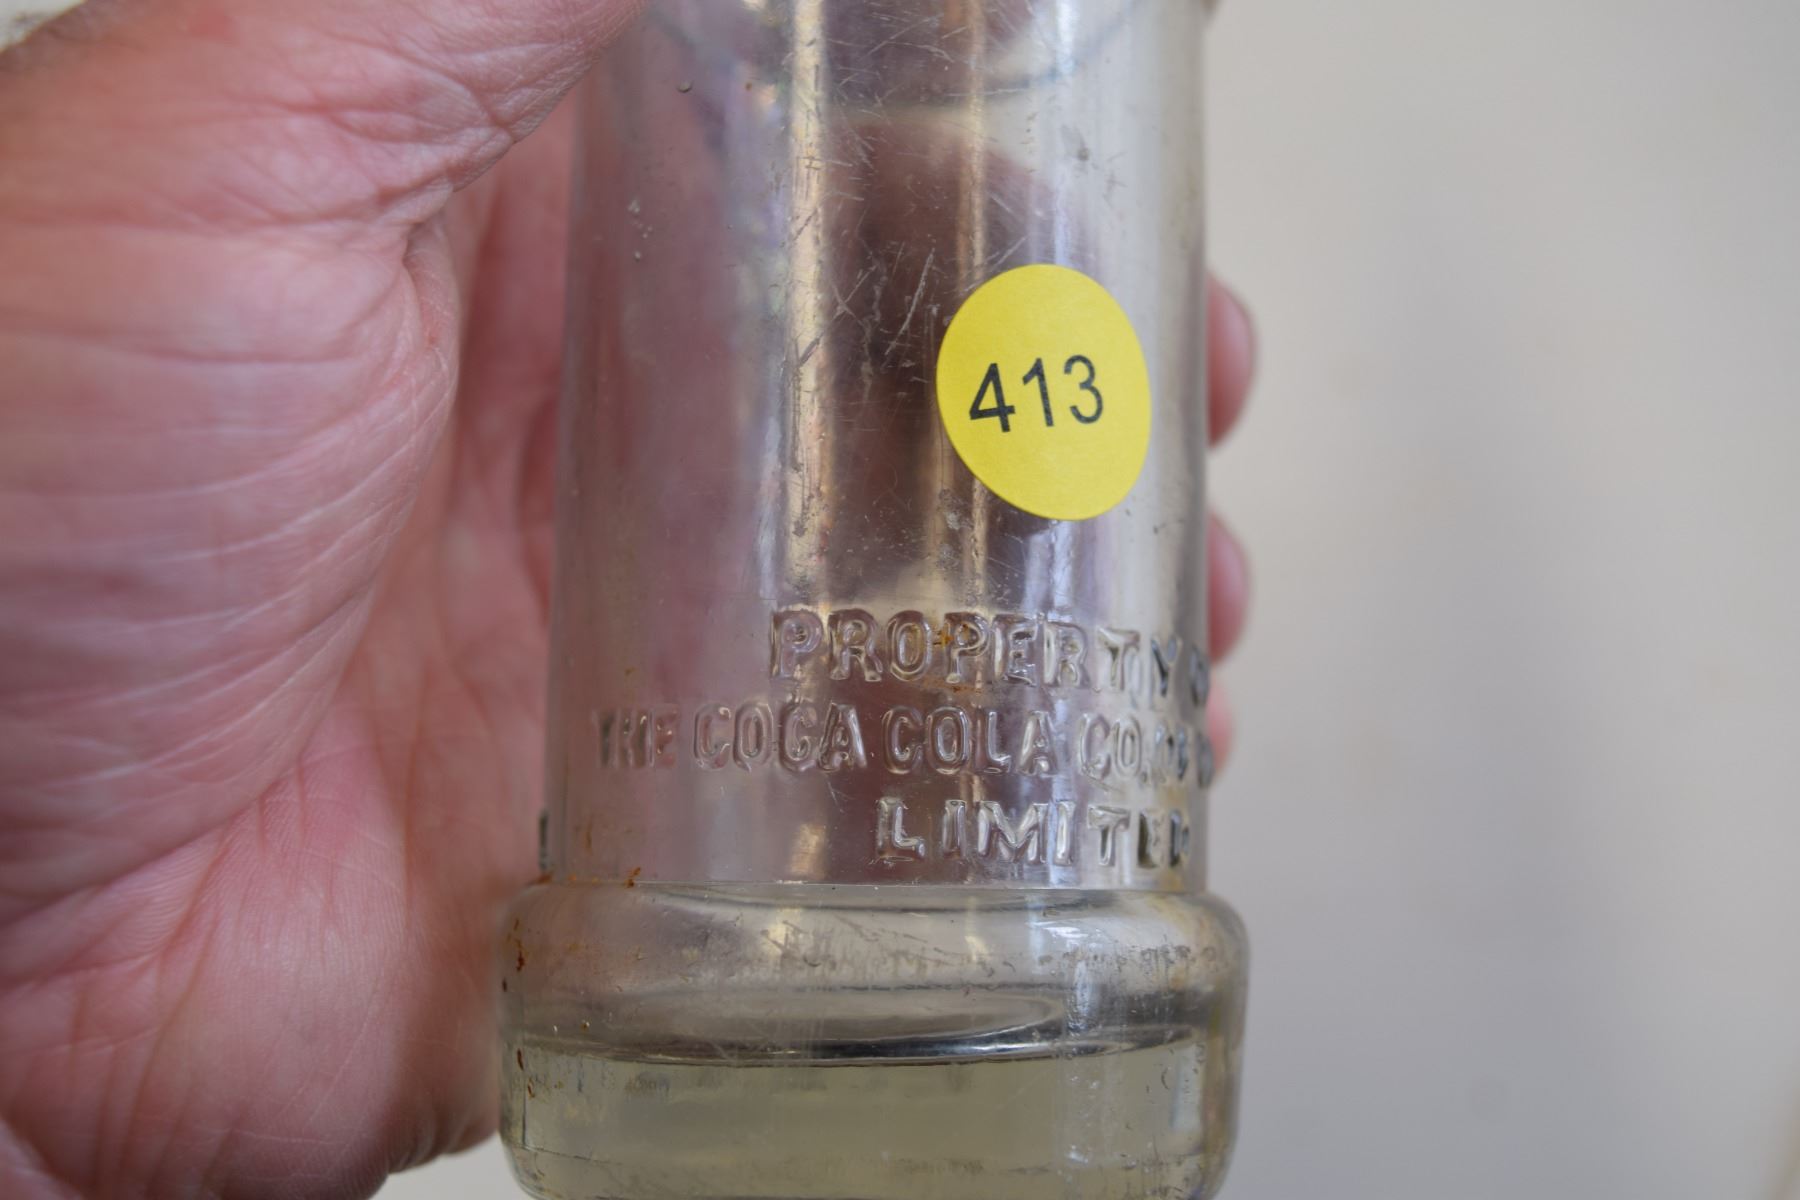 413
PROPERTY
THE COCA COLA CO.
LIMITED